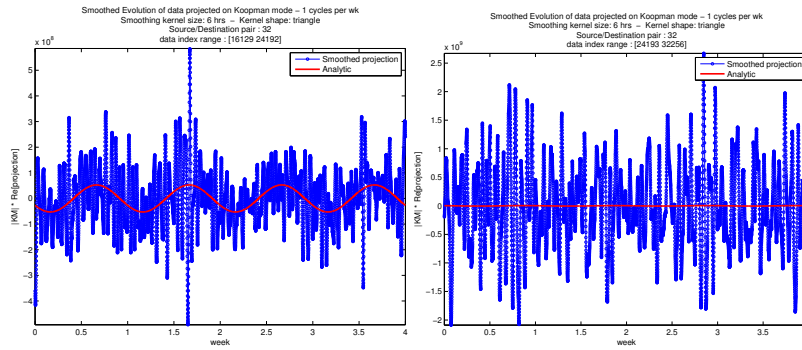 Smoothed Evolution of data projected on Koopman mode − 1 cycles per wk
Smoothing kernel size: 6 hrs − Kernel shape: triangle
Source/Destination pair : 32
data index range : [16129 24192]
x 10^8
5
4
3
2
1
0
−1
−2
−3
−4
|KM| * Re[projection]
Smoothed projection
Analytic
0 0.5 1 1.5 2 2.5 3 3.5 4
week
Smoothed Evolution of data projected on Koopman mode − 1 cycles per wk
Smoothing kernel size: 6 hrs − Kernel shape: triangle
Source/Destination pair : 32
data index range : [24193 32256]
x 10^9
2.5
2
1.5
1
0.5
0
−0.5
−1
−1.5
−2
|KM| * Re[projection]
Smoothed projection
Analytic
0 0.5 1 1.5 2 2.5 3 3.5
week